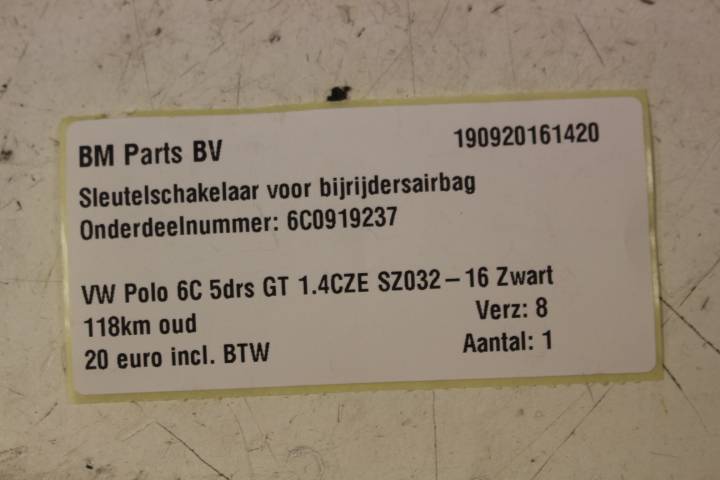 BM Parts BV 190920161420
Sleutelschakelaar voor bijrijdersairbag
Onderdeelnummer: 6C0919237
VW Polo 6C 5drs GT 1.4CZE SZ032-16 Zwart
118km oud Verz: 8
20 euro incl. BTW Aantal: 1